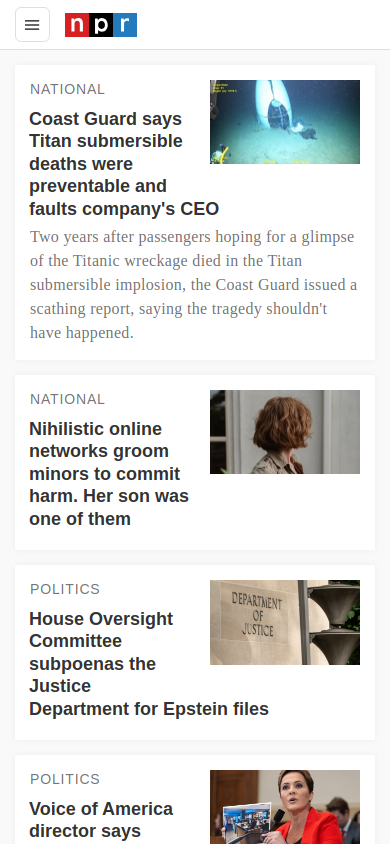 npr
NATIONAL
Coast Guard says
Titan submersible
deaths were
preventable and
faults company's CEO
Two years after passengers hoping for a glimpse
of the Titanic wreckage died in the Titan
submersible implosion, the Coast Guard issued a
scathing report, saying the tragedy shouldn't
have happened.
NATIONAL
Nihilistic online
networks groom
minors to commit
harm. Her son was
one of them
POLITICS
House Oversight
Committee
subpoenas the
Justice
Department for Epstein files
DEPARTMENT
OF
JUSTICE
POLITICS
Voice of America
director says